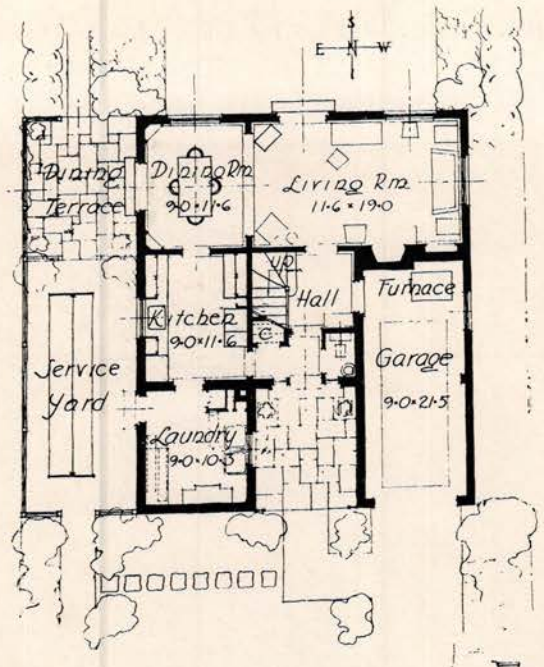 S
E N W
Dining
Terrace
Dining Rm
9·0×11·6
Living Rm
11·6×19·0
up
Hall
Furnace
Kitchen
9·0×11·6
Garage
9·0×21·5
Service
Yard
Laundry
9·0×10·3